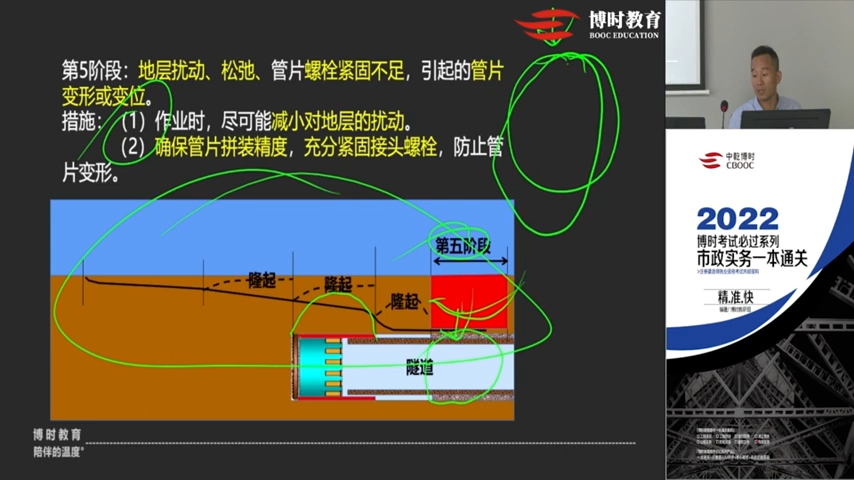 博时教育
BOOC EDUCATION
第5阶段：地层扰动、松弛、管片螺栓紧固不足，引起的管片
变形或变位。
措施：（1）作业时，尽可能减小对地层的扰动。
（2）确保管片拼装精度，充分紧固接头螺栓，防止管
片变形。
第五阶段
隆起
隆起
隆起
隧道
博时教育
陪伴的温度
中乾博时
CBOOC
2022
博时考试必过系列
市政实务一本通关
精,准,快